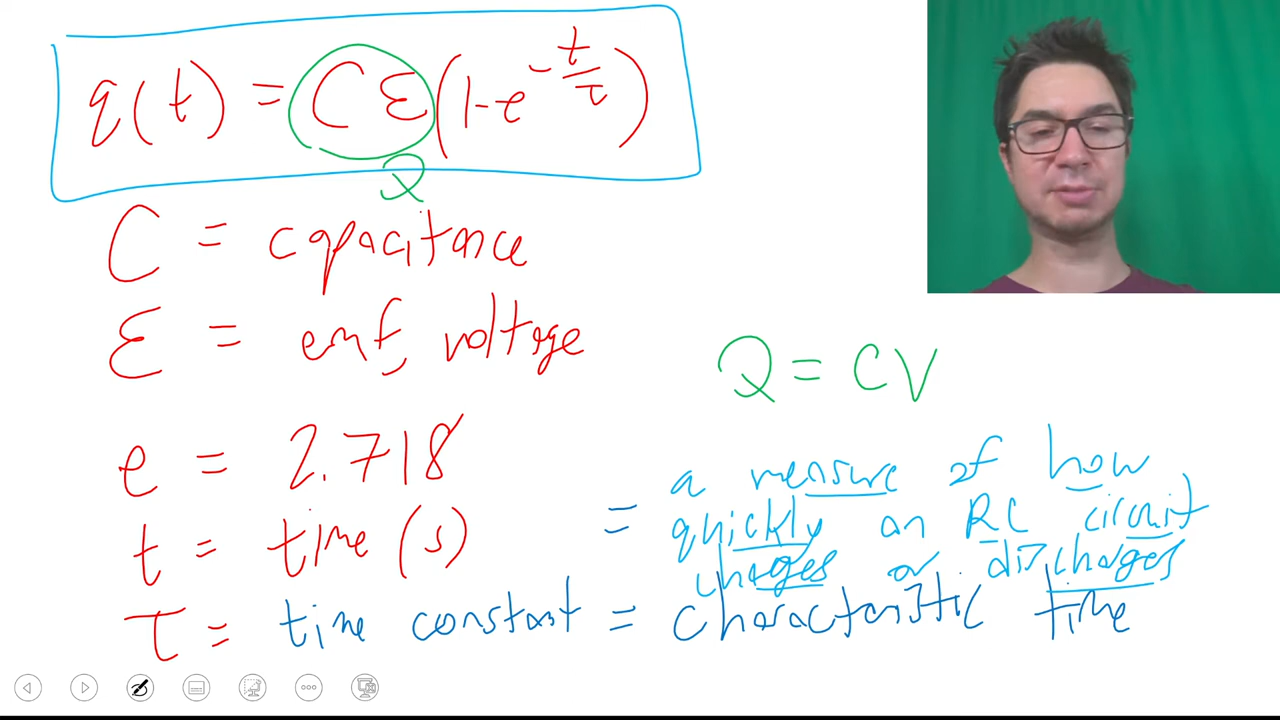 q(t) = C Ɛ (1-e^{-t/τ})
Q
C = capacitance
Ɛ = emf, voltage
Q = CV
e = 2.718
t = time (s)
= a measure of how
quickly an RC circuit
charges or discharges
τ = time constant = characteristic time